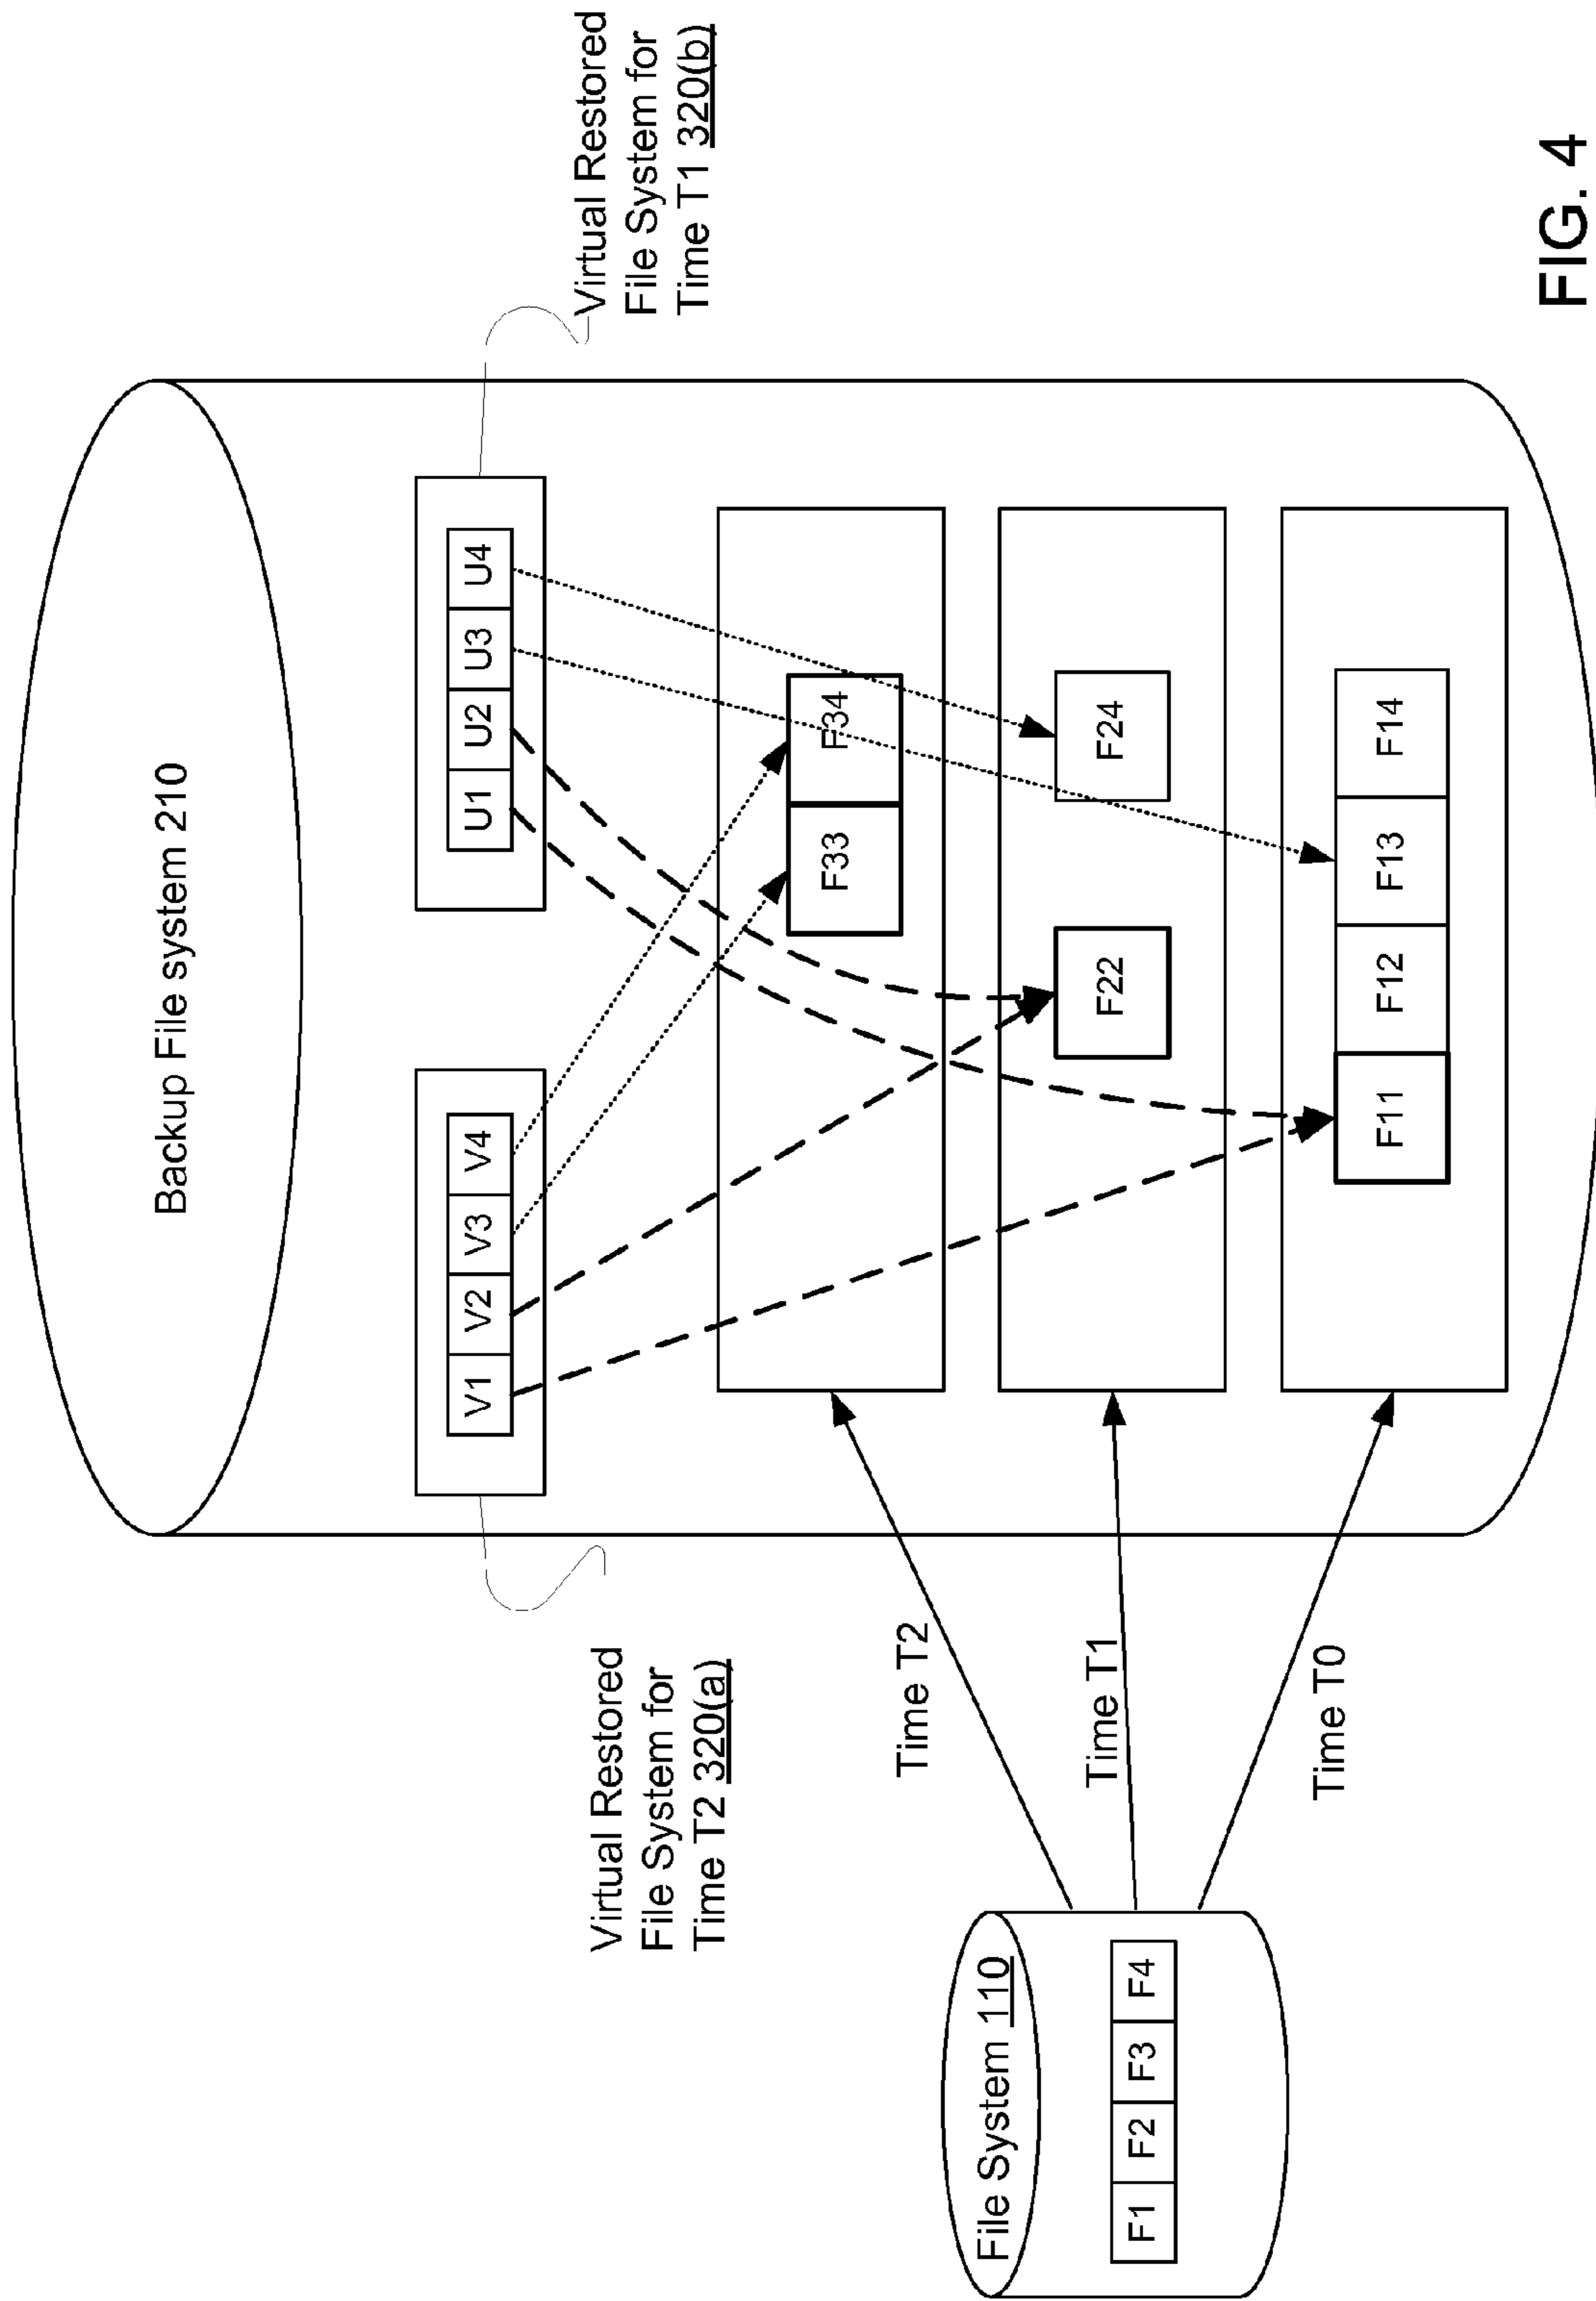 Backup File system 210
Virtual Restored
File System for
Time T2 320(a)
V1 V2 V3 V4
U1 U2 U3 U4
Virtual Restored
File System for
Time T1 320(b)
Time T2
F33 F34
File System 110
F1 F2 F3 F4
Time T1
F22 F24
Time T0
F11 F12 F13 F14
FIG. 4